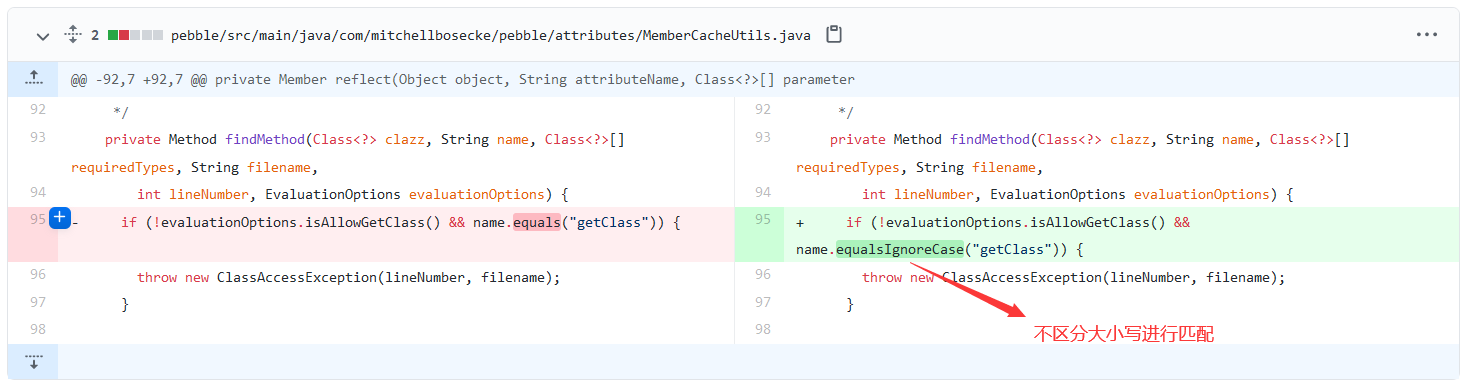 2 pebble/src/main/java/com/mitchellbosecke/pebble/attributes/MemberCacheUtils.java
@@ -92,7 +92,7 @@ private Member reflect(Object object, String attributeName, Class<?>[] parameter
92 */
93 private Method findMethod(Class<?> clazz, String name, Class<?>[]
requiredTypes, String filename,
94 int lineNumber, EvaluationOptions evaluationOptions) {
95 - if (!evaluationOptions.isAllowGetClass() && name.equals("getClass")) {
96 throw new ClassAccessException(lineNumber, filename);
97 }
98
92 */
93 private Method findMethod(Class<?> clazz, String name, Class<?>[]
requiredTypes, String filename,
94 int lineNumber, EvaluationOptions evaluationOptions) {
95 + if (!evaluationOptions.isAllowGetClass() &&
name.equalsIgnoreCase("getClass")) {
96 throw new ClassAccessException(lineNumber, filename);
97 }
98
不区分大小写进行匹配